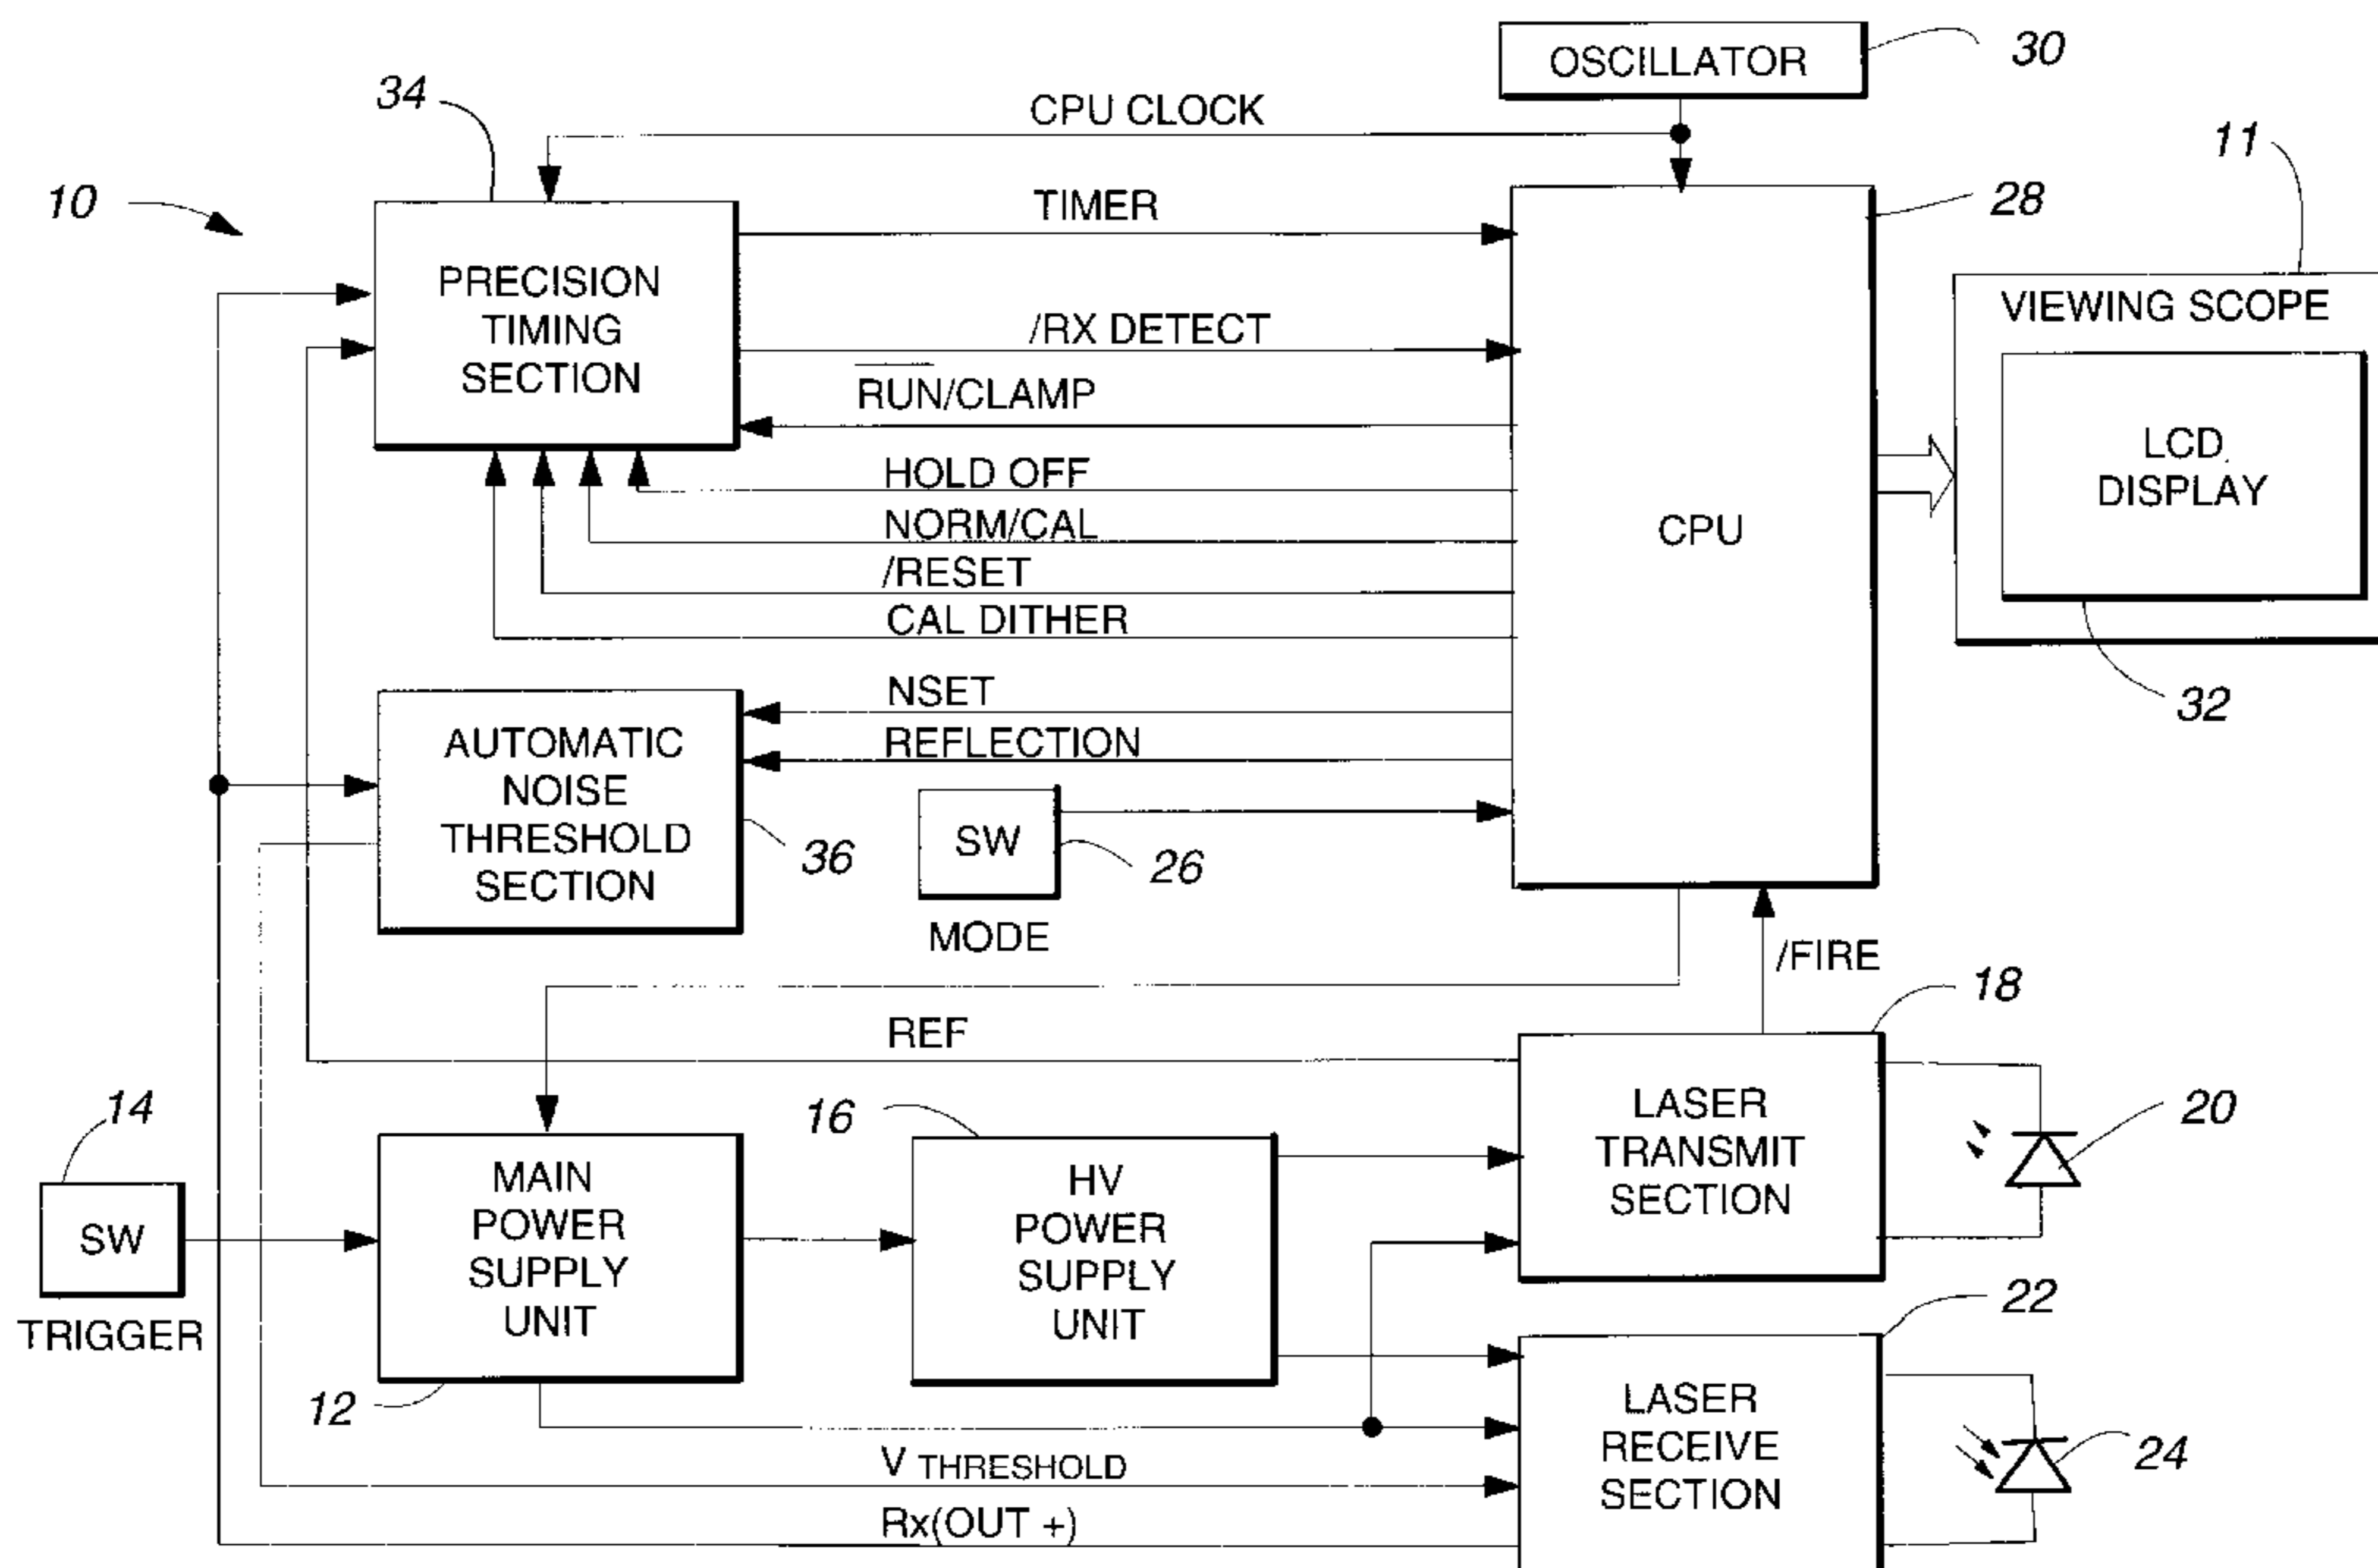 OSCILLATOR
30
34
CPU CLOCK
11
10
TIMER
28
PRECISION
TIMING
SECTION
VIEWING SCOPE
/RX DETECT
RUN/CLAMP
LCD
DISPLAY
HOLD OFF
NORM/CAL
CPU
/RESET
CAL DITHER
NSET
32
REFLECTION
AUTOMATIC
NOISE
THRESHOLD
SECTION
36
SW
26
MODE
/FIRE
18
REF
14
16
LASER
TRANSMIT
SECTION
20
MAIN
POWER
SUPPLY
UNIT
HV
POWER
SUPPLY
UNIT
SW
TRIGGER
22
12
LASER
RECEIVE
SECTION
24
V THRESHOLD
Rx(OUT +)